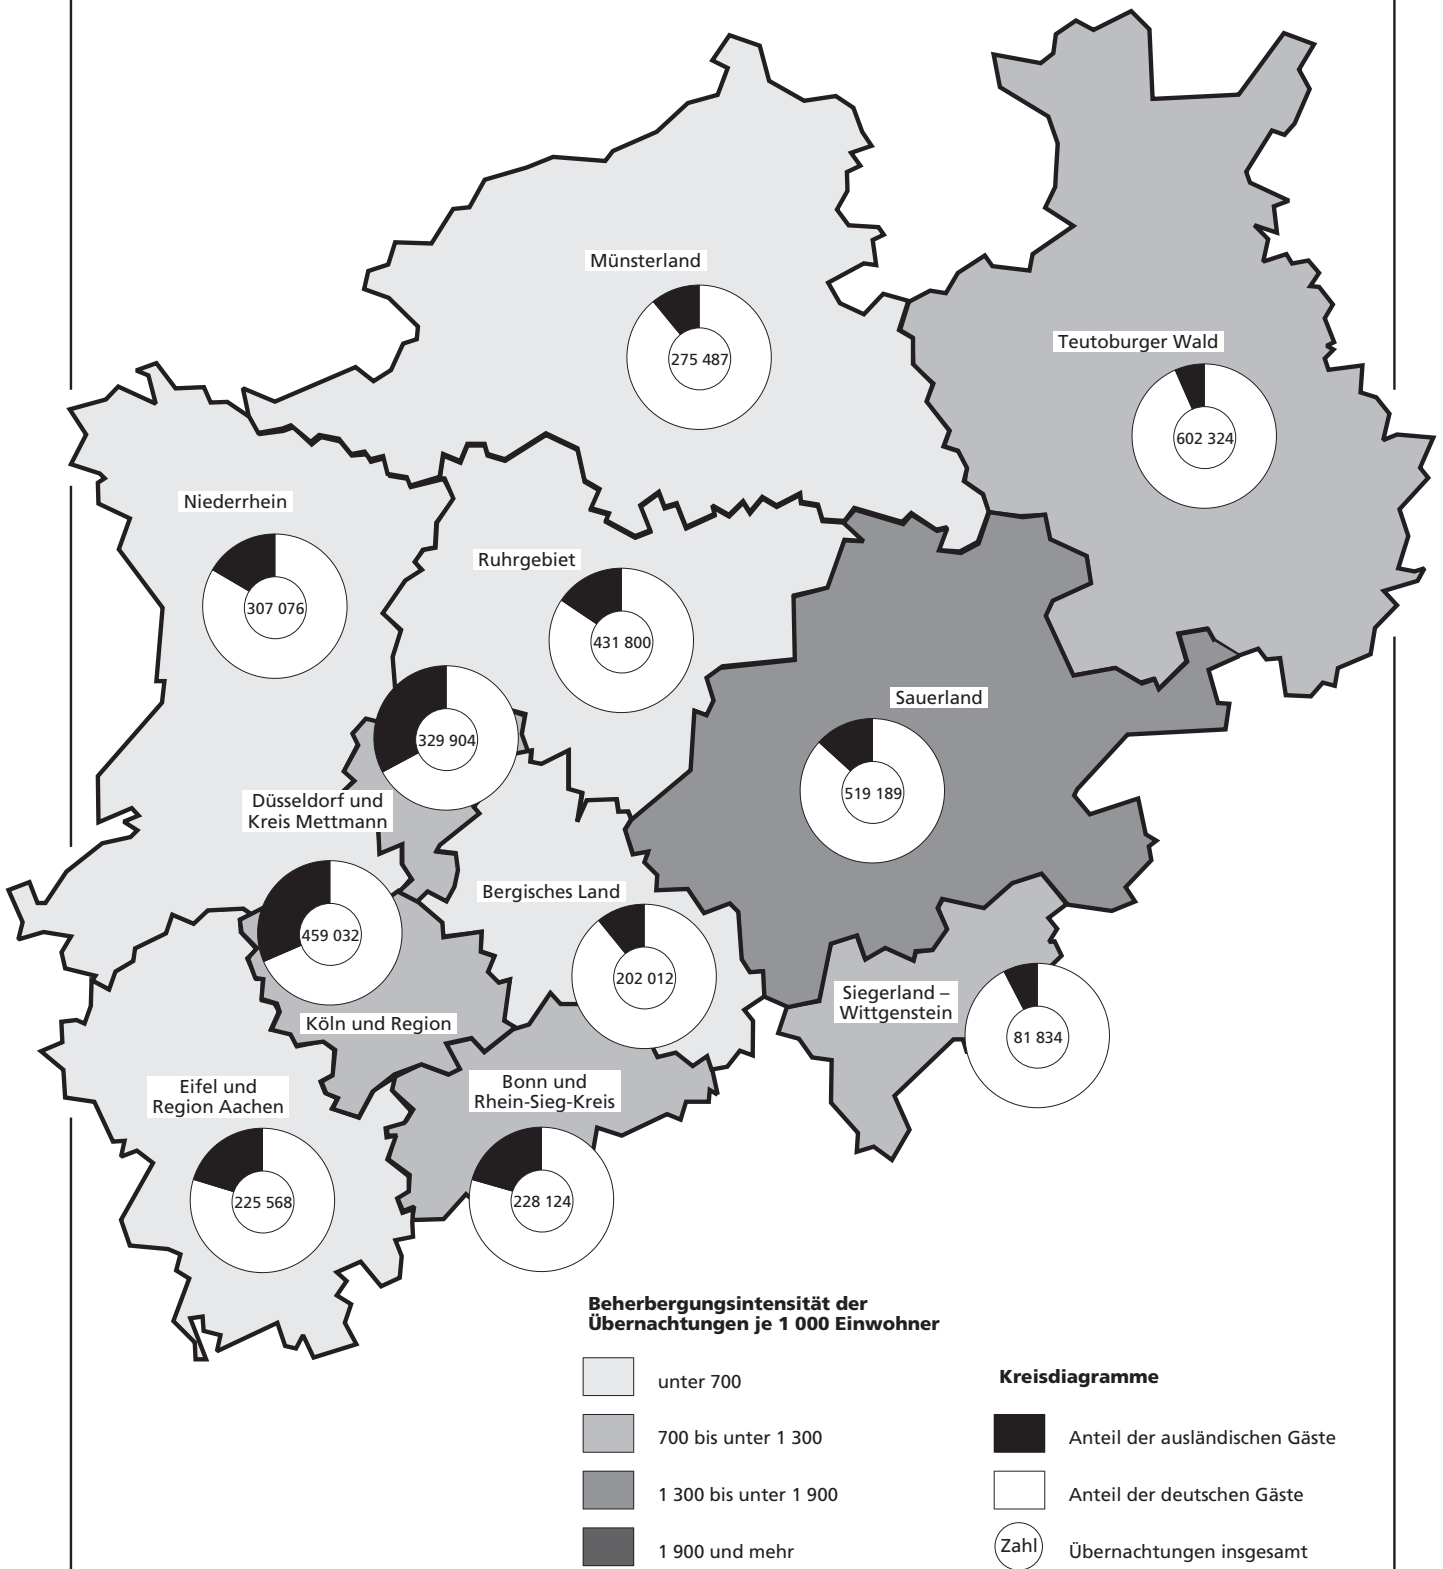 Münsterland
275 487
Teutoburger Wald
602 324
Niederrhein
307 076
Ruhrgebiet
431 800
Sauerland
519 189
329 904
Düsseldorf und
Kreis Mettmann
459 032
Köln und Region
Bergisches Land
202 012
Siegerland –
Wittgenstein
81 834
Eifel und
Region Aachen
225 568
Bonn und
Rhein-Sieg-Kreis
228 124
Beherbergungsintensität der
Übernachtungen je 1 000 Einwohner
unter 700
700 bis unter 1 300
1 300 bis unter 1 900
1 900 und mehr
Kreisdiagramme
Anteil der ausländischen Gäste
Anteil der deutschen Gäste
Zahl Übernachtungen insgesamt